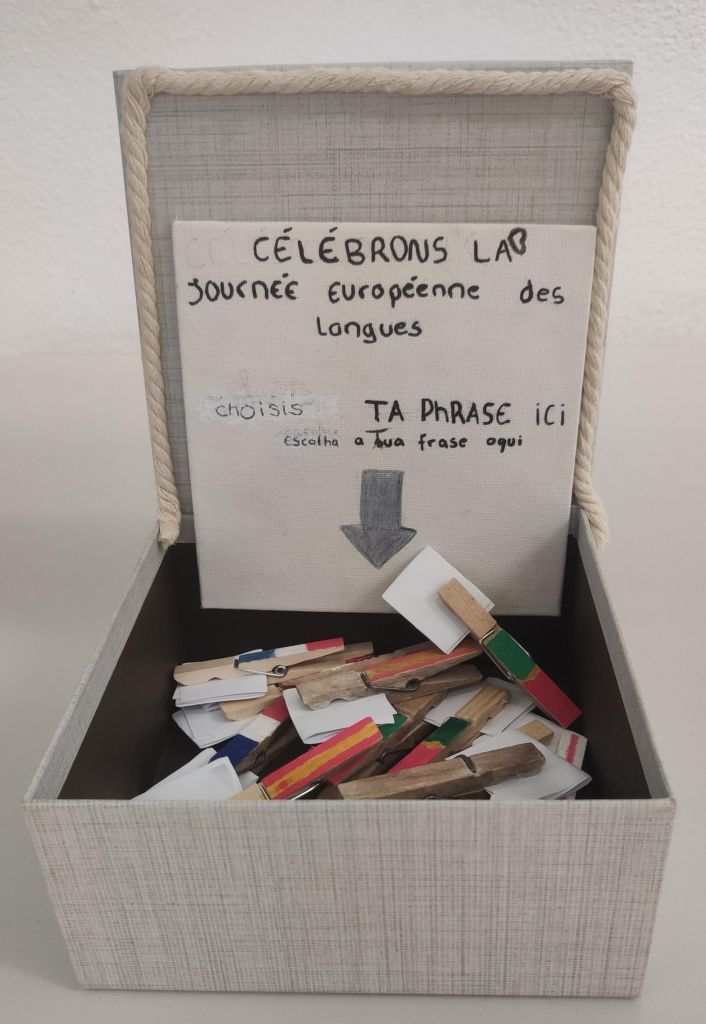 CÉLÉBRONS LA
JOURNÉE européenne des
Langues
choisis TA PhRASE ici
escolha a Tua frase aqui